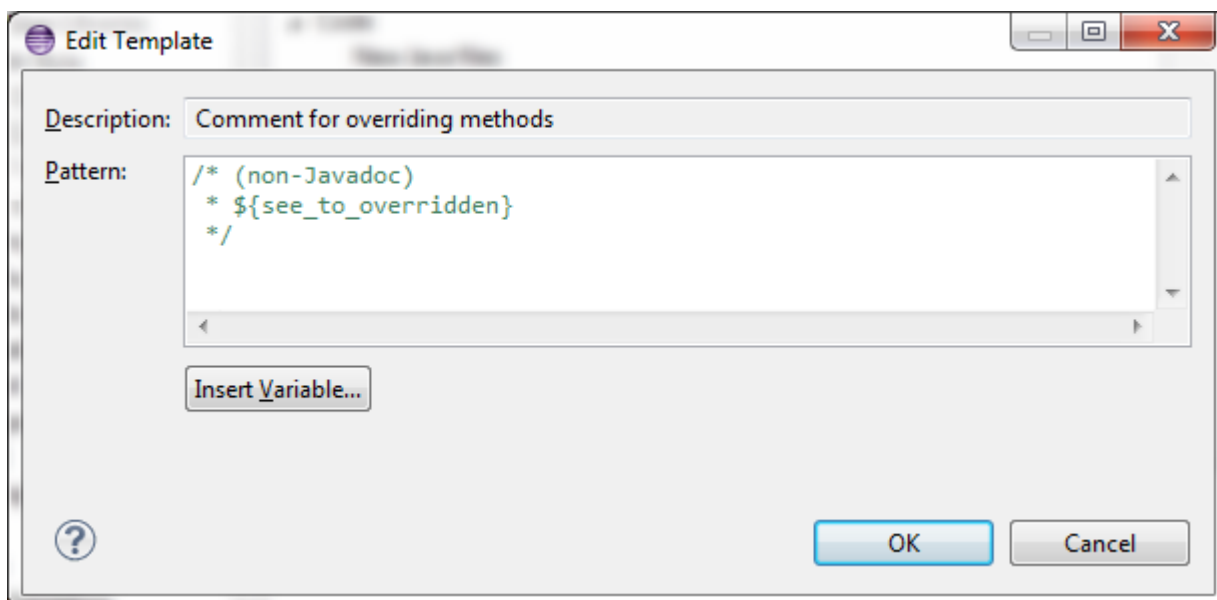 Edit Template
Description: Comment for overriding methods
Pattern: /* (non-Javadoc)
 * ${see_to_overridden}
 */
Insert Variable...
OK Cancel